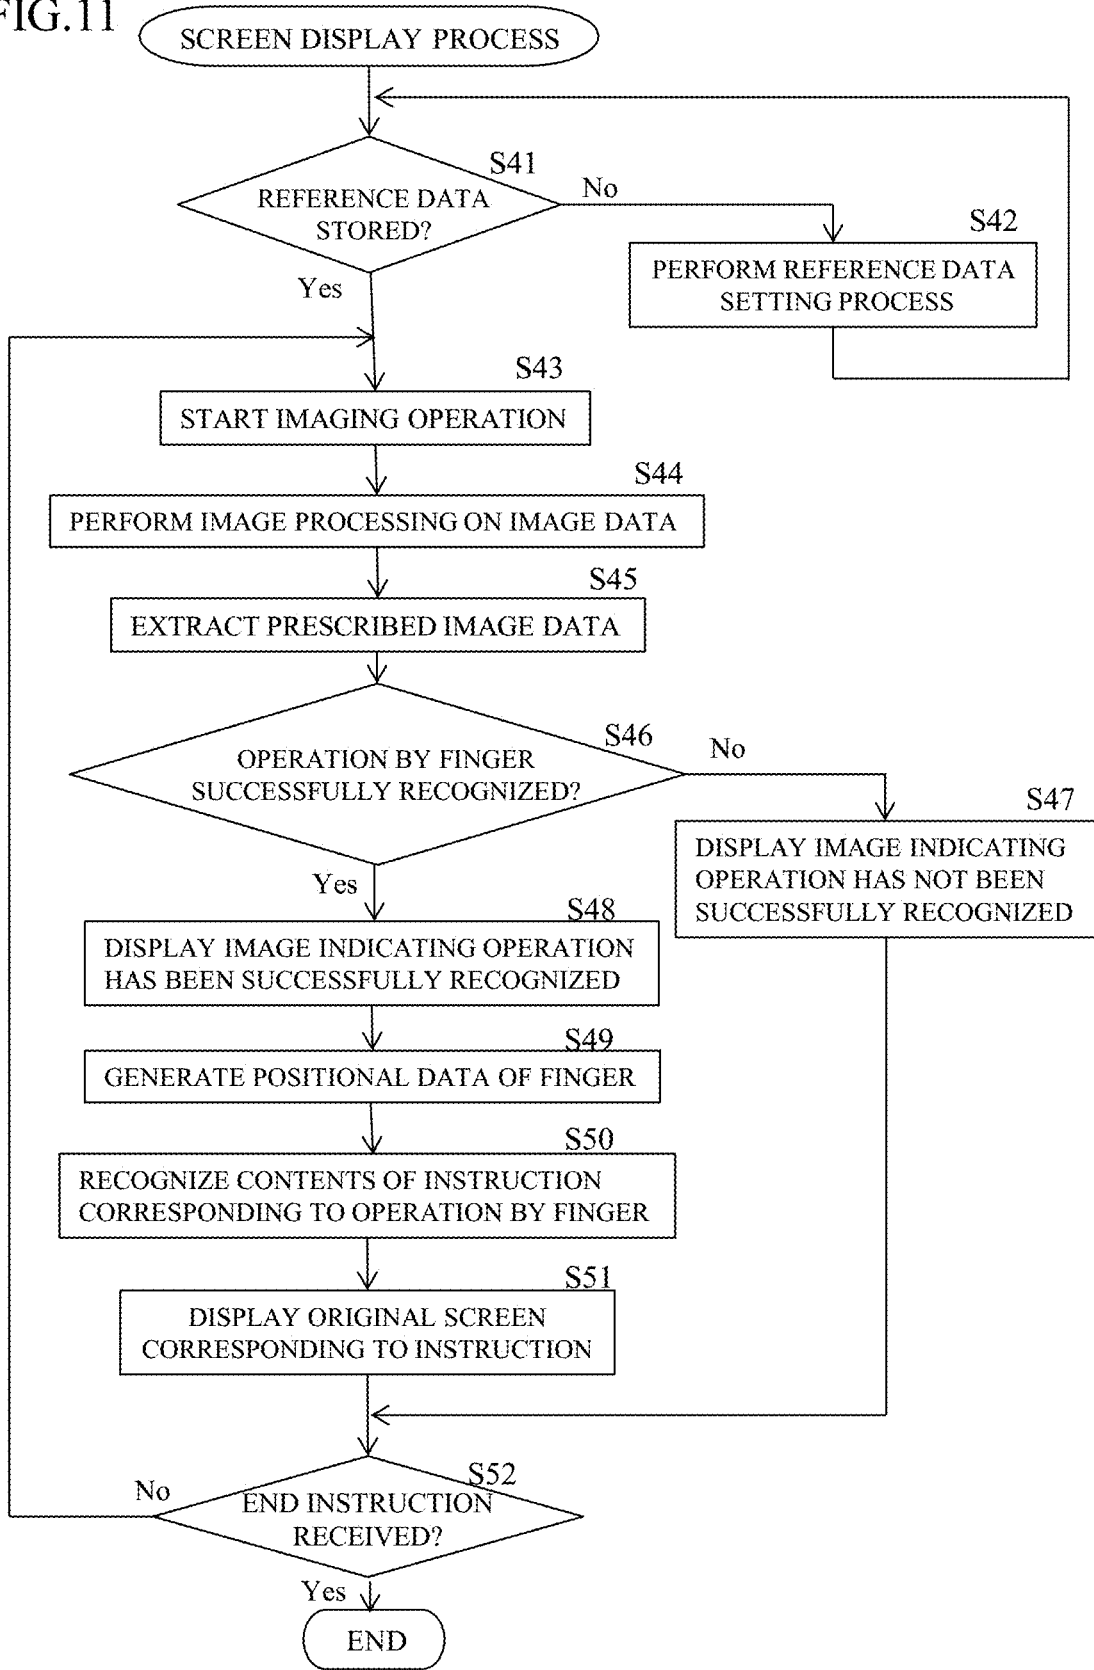 FIG.11
SCREEN DISPLAY PROCESS
S41
REFERENCE DATA
STORED?
No
Yes
S42
PERFORM REFERENCE DATA
SETTING PROCESS
S43
START IMAGING OPERATION
S44
PERFORM IMAGE PROCESSING ON IMAGE DATA
S45
EXTRACT PRESCRIBED IMAGE DATA
S46
OPERATION BY FINGER
SUCCESSFULLY RECOGNIZED?
No
Yes
S47
DISPLAY IMAGE INDICATING
OPERATION HAS NOT BEEN
SUCCESSFULLY RECOGNIZED
S48
DISPLAY IMAGE INDICATING OPERATION
HAS BEEN SUCCESSFULLY RECOGNIZED
S49
GENERATE POSITIONAL DATA OF FINGER
S50
RECOGNIZE CONTENTS OF INSTRUCTION
CORRESPONDING TO OPERATION BY FINGER
S51
DISPLAY ORIGINAL SCREEN
CORRESPONDING TO INSTRUCTION
S52
No
END INSTRUCTION
RECEIVED?
Yes
END